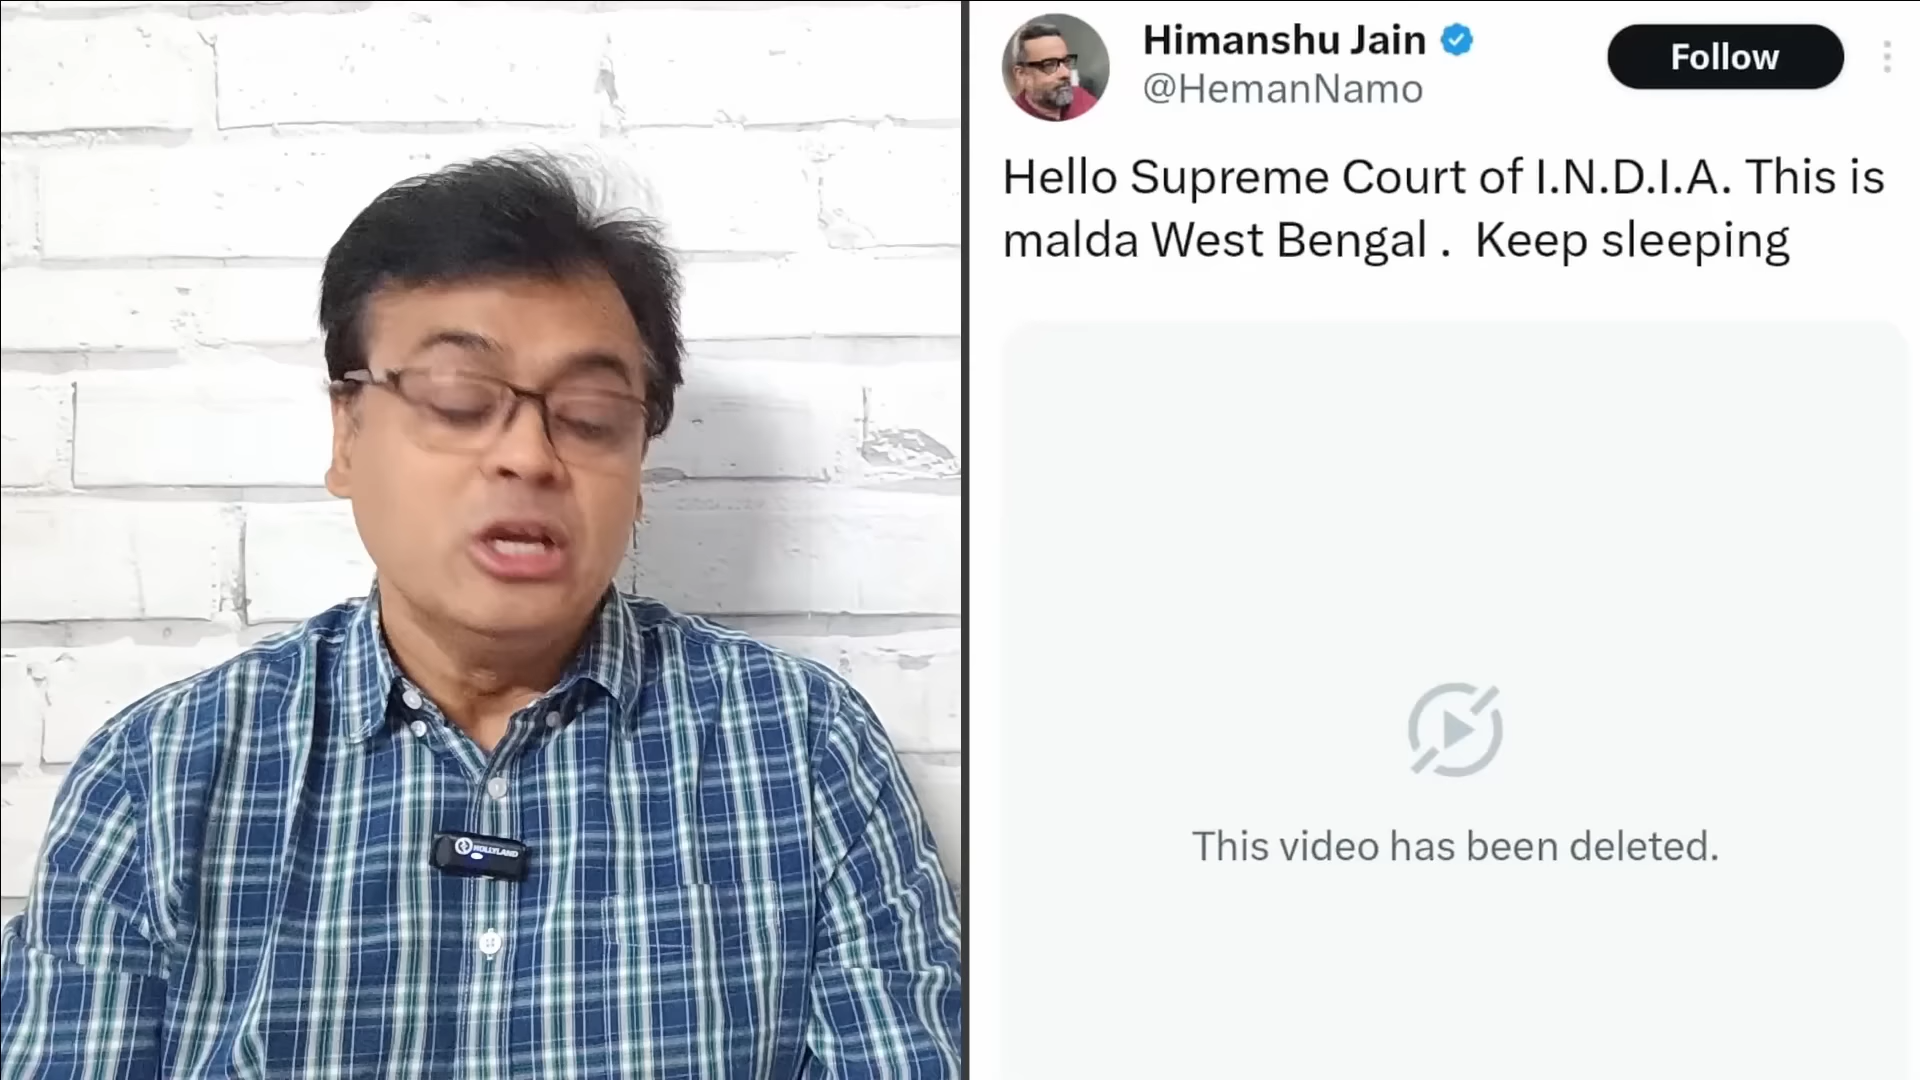 Himanshu Jain
@HemanNamo
Follow
Hello Supreme Court of I.N.D.I.A. This is
malda West Bengal . Keep sleeping
This video has been deleted.
HOLLYLAND